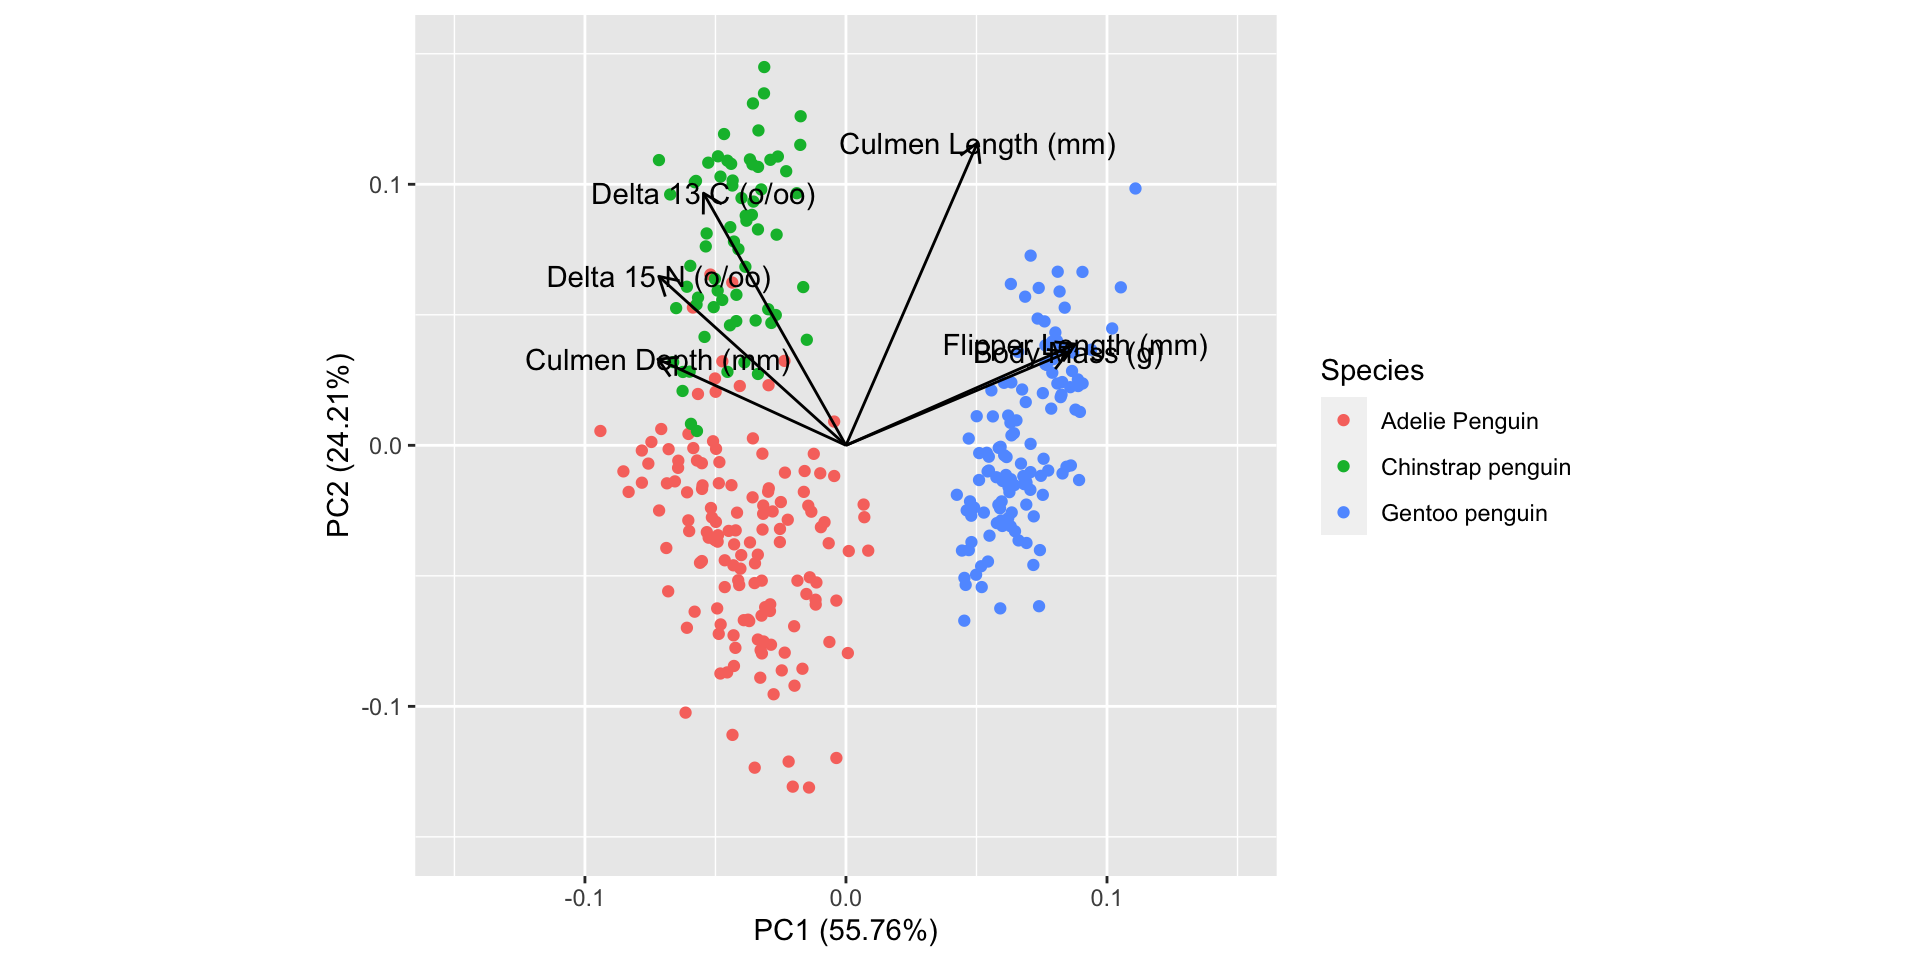 Culmen Length (mm)
0.1
Delta 13 C (o/oo)
Delta 15 N (o/oo)
Flipper Length (mm)
Body Mass (g)
Culmen Depth (mm)
PC2 (24.21%)
0.0
-0.1
-0.1
0.0
0.1
PC1 (55.76%)
Species
Adelie Penguin
Chinstrap penguin
Gentoo penguin